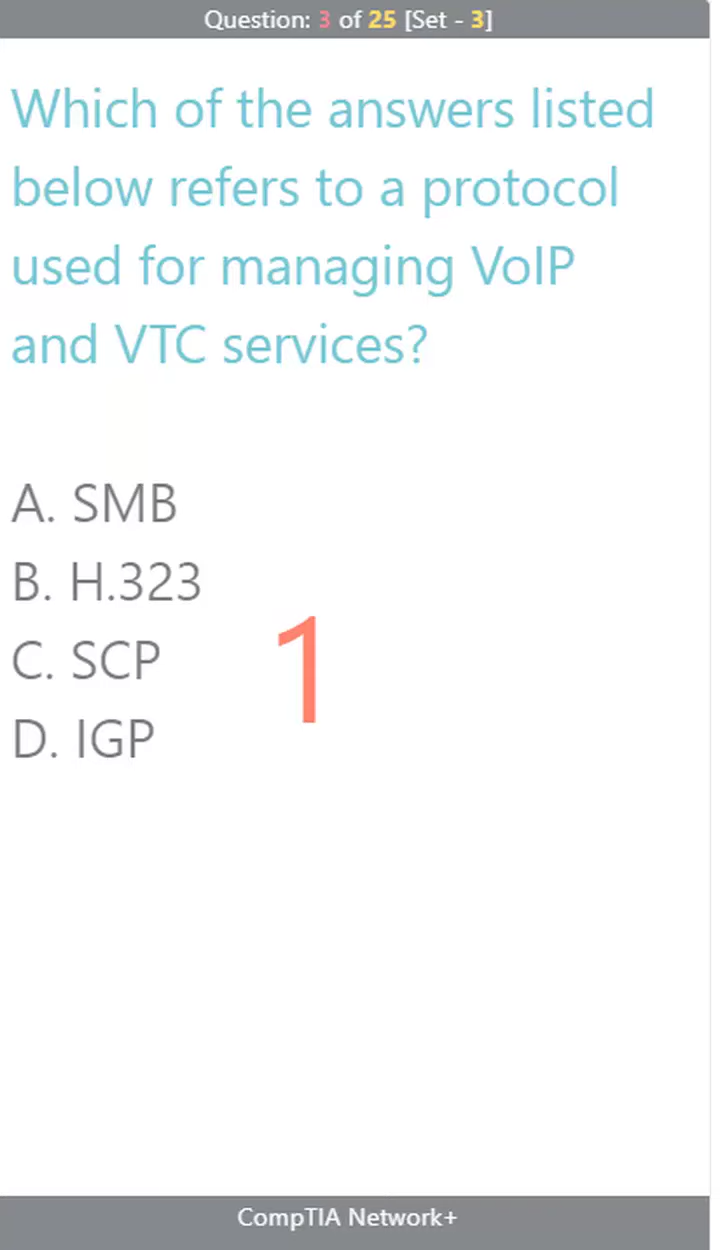 Question: 3 of 25 [Set - 3]
Which of the answers listed
below refers to a protocol
used for managing VoIP
and VTC services?
A. SMB
B. H.323
C. SCP
D. IGP
1
CompTIA Network+